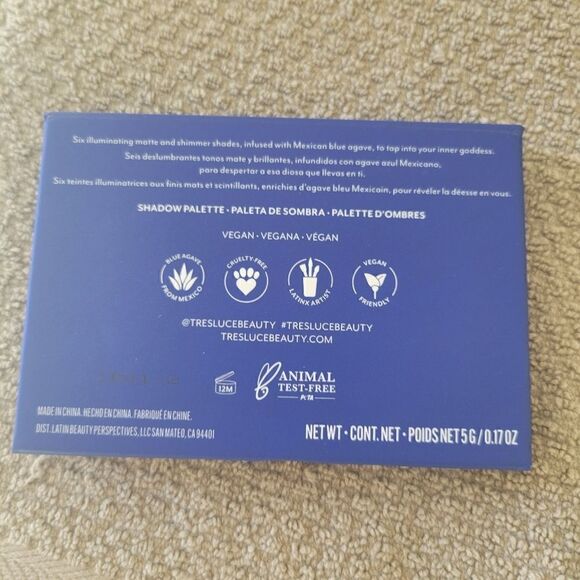 Six illuminating matte and shimmer shades, infused with Mexican blue agave, to tap into your inner goddess.
Seis deslumbrantes tonos mate y brillantes, infundidos con agave azul Mexicano,
para despertar a esa diosa que llevas en ti.
Six teintes illuminatrices aux finis mats et scintillants, enrichies d'agave bleu Mexicain, pour révéler la déesse en vous.
SHADOW PALETTE · PALETA DE SOMBRA · PALETTE D'OMBRES
VEGAN · VEGANA · VÉGAN
BLUE AGAVE FROM MEXICO
CRUELTY-FREE
LATINX ARTIST
VEGAN FRIENDLY
@TRESLUCEBEAUTY #TRESLUCEBEAUTY
TRESLUCEBEAUTY.COM
12M
ANIMAL
TEST-FREE
PETA
MADE IN CHINA. HECHO EN CHINA. FABRIQUÉ EN CHINE.
DIST. LATIN BEAUTY PERSPECTIVES, LLC SAN MATEO, CA 94401
NET WT · CONT. NET · POIDS NET 5 G / 0.17 OZ